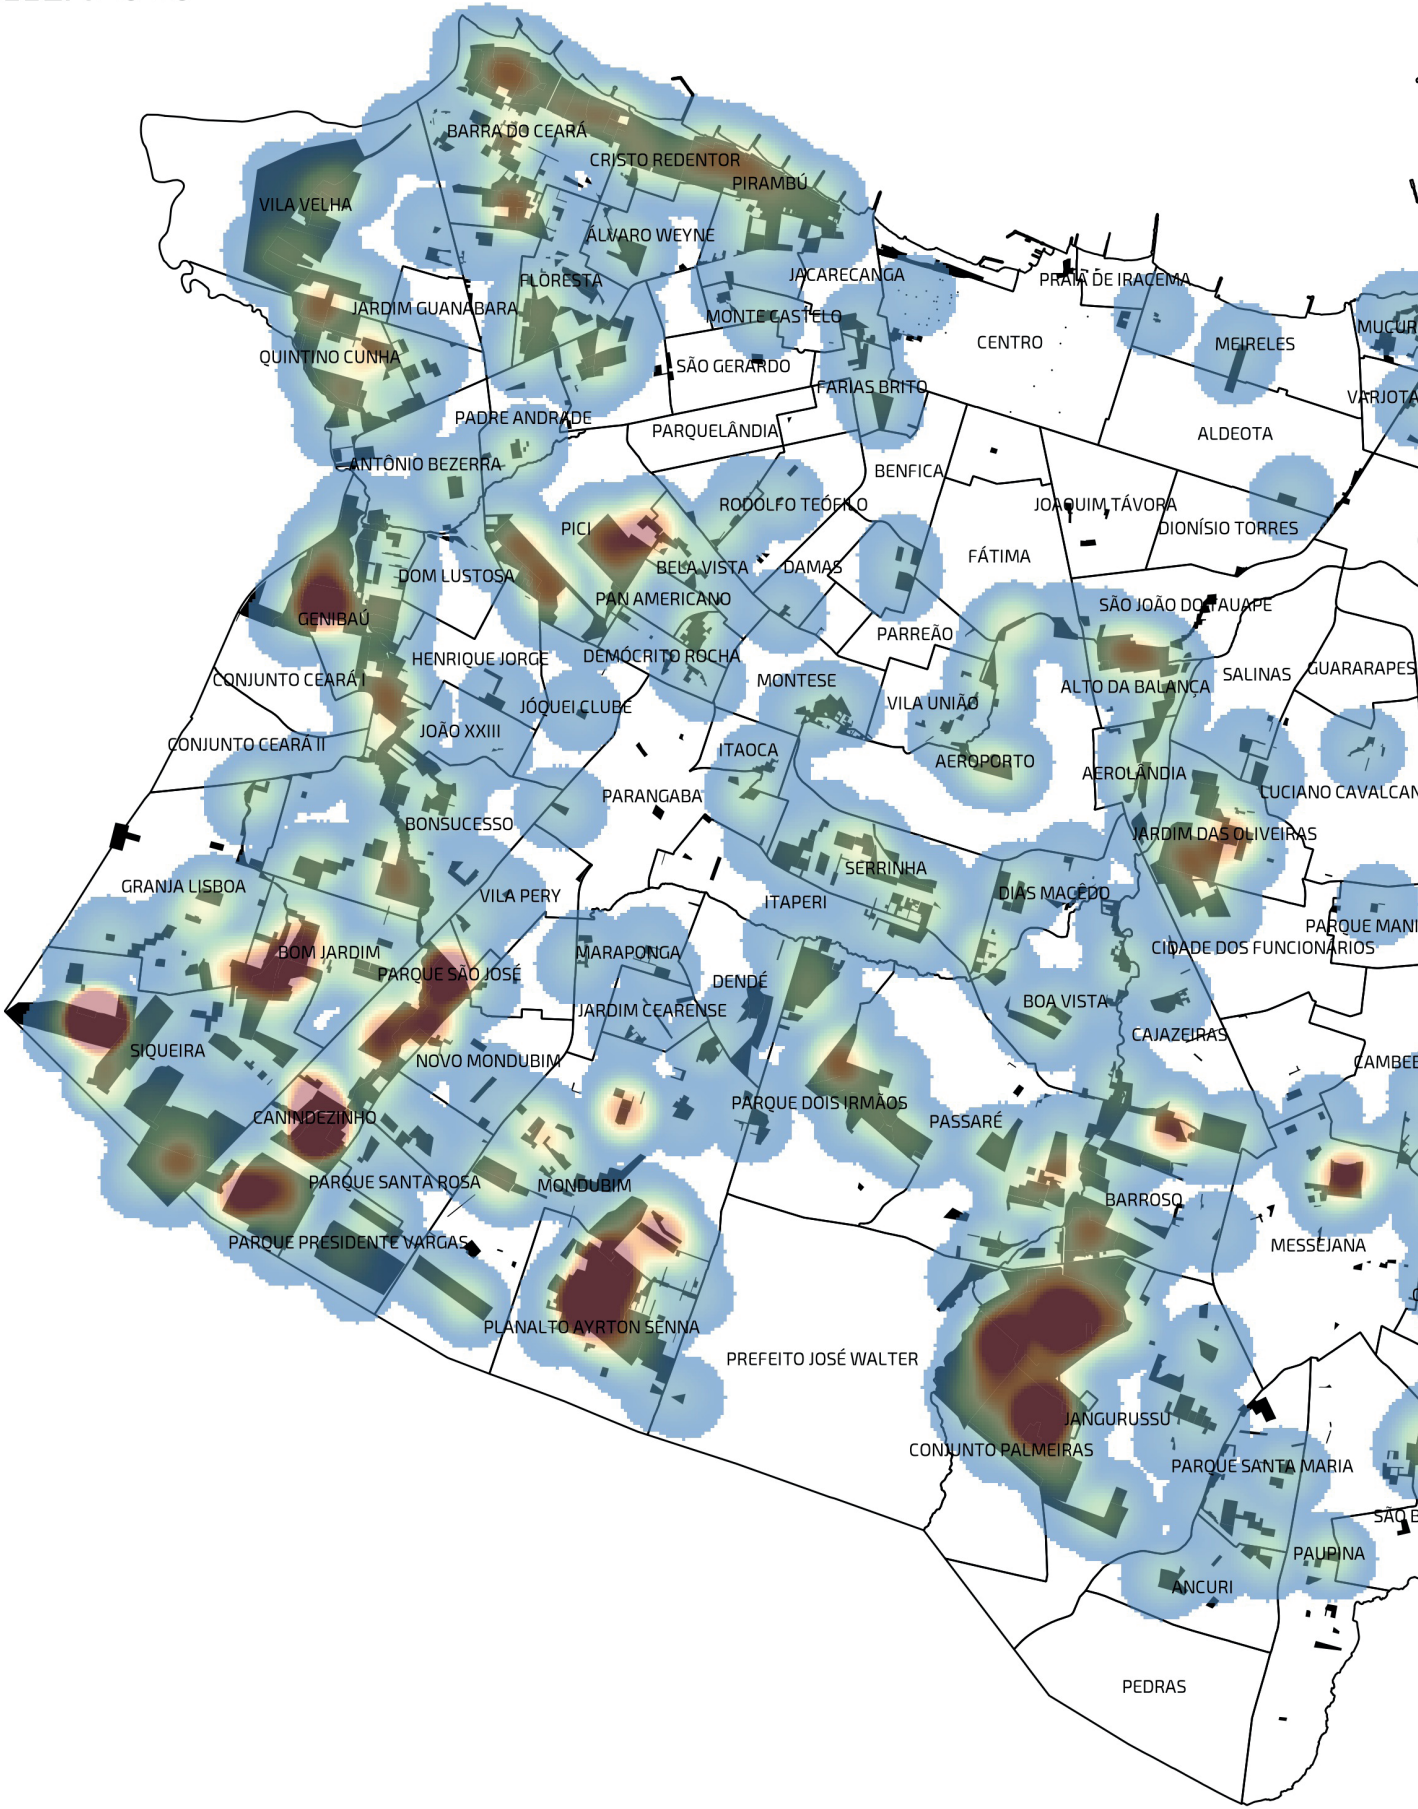 BARRA DO CEARÁ
CRISTO REDENTOR
PIRAMBÚ
VILA VELHA
ÁLVARO WEYNE
JACARECANGA
FLORESTA
PRAIA DE IRACEMA
JARDIM GUANABARA
MONTE CASTELO
MUCUR
CENTRO
MEIRELES
QUINTINO CUNHA
SÃO GERARDO
FARIAS BRITO
VARJOTA
PADRE ANDRADE
PARQUELÂNDIA
ALDEOTA
ANTÔNIO BEZERRA
BENFICA
RODOLFO TEÓFILO
JOAQUIM TÁVORA
PICI
DIONÍSIO TORRES
FÁTIMA
BELA VISTA
DAMAS
DOM LUSTOSA
PAN AMERICANO
SÃO JOÃO DO TAUAPE
GENIBAÚ
PARREÃO
DEMÓCRITO ROCHA
HENRIQUE JORGE
GUARARAPES
SALINAS
CONJUNTO CEARÁ I
MONTESE
ALTO DA BALANÇA
VILA UNIÃO
JÓQUEI CLUBE
JOÃO XXIII
CONJUNTO CEARÁ II
ITAOCA
AEROPORTO
AEROLÂNDIA
LUCIANO CAVALCAN
PARANGABA
BONSUCESSO
JARDIM DAS OLIVEIRAS
SERRINHA
GRANJA LISBOA
DIAS MACÊDO
VILA PERY
ITAPERI
PARQUE MANI
CIDADE DOS FUNCIONÁRIOS
BOM JARDIM
MARAPONGA
PARQUE SÃO JOSÉ
DENDÉ
BOA VISTA
JARDIM CEARENSE
CAJAZEIRAS
SIQUEIRA
NOVO MONDUBIM
CAMBEB
PARQUE DOIS IRMÃOS
CANINDEZINHO
PASSARÉ
PARQUE SANTA ROSA
MONDUBIM
BARROSO
PARQUE PRESIDENTE VARGAS
MESSEJANA
PLANALTO AYRTON SENNA
PREFEITO JOSÉ WALTER
JANGURUSSU
CONJUNTO PALMEIRAS
PARQUE SANTA MARIA
SÃO B
PAUPINA
ANCURI
PEDRAS